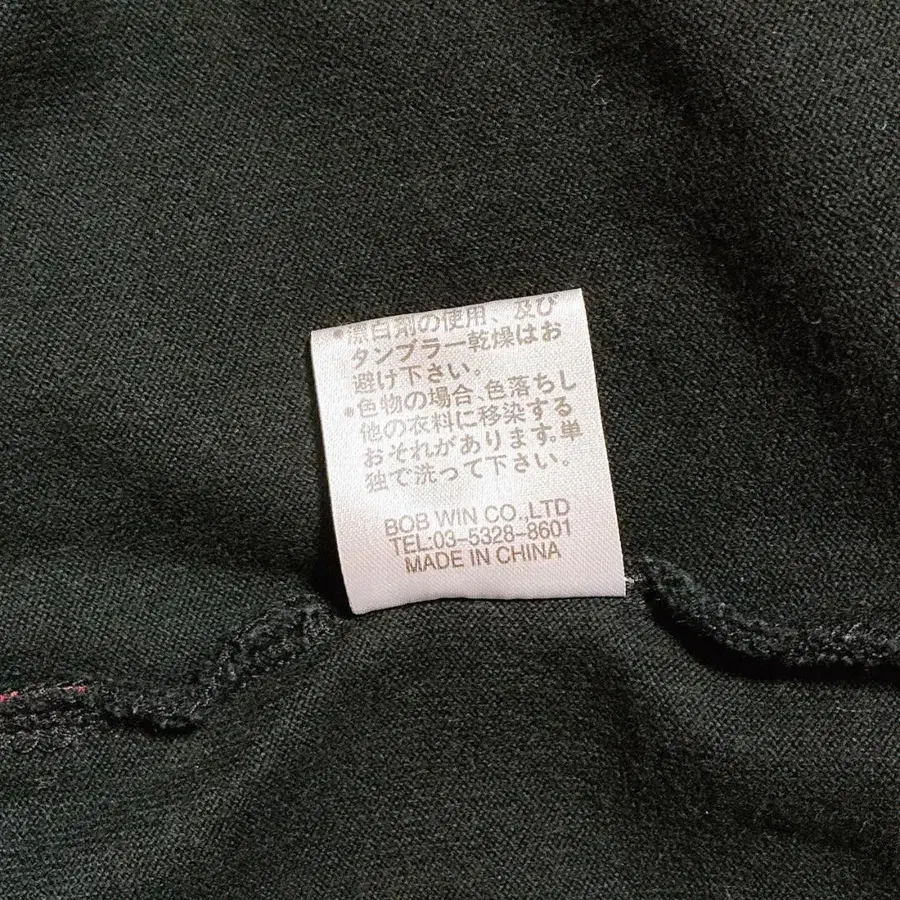 •漂白剤の使用、及び
タンブラー乾燥はお
避け下さい。
•色物の場合、色落ちし
他の衣料に移染する
おそれがあります。単
独で洗って下さい。
BOB WIN CO.,LTD
TEL:03-5328-8601
MADE IN CHINA